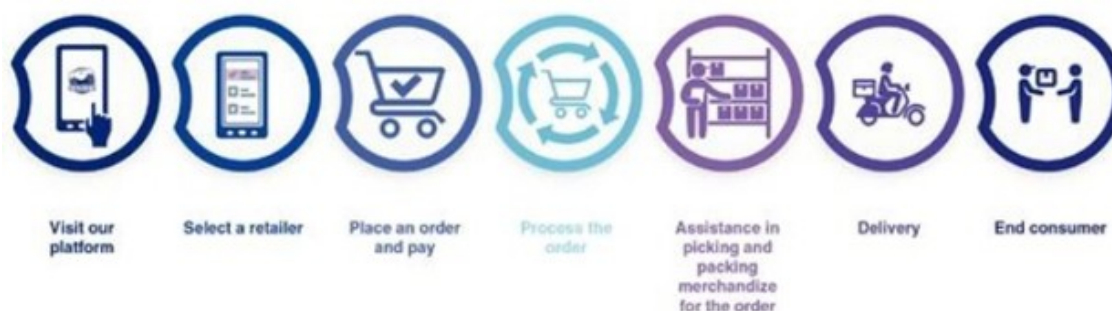 Visit our
platform
Select a retailer
Place an order
and pay
Process the
order
Assistance in
picking and
packing
merchandize
for the order
Delivery
End consumer